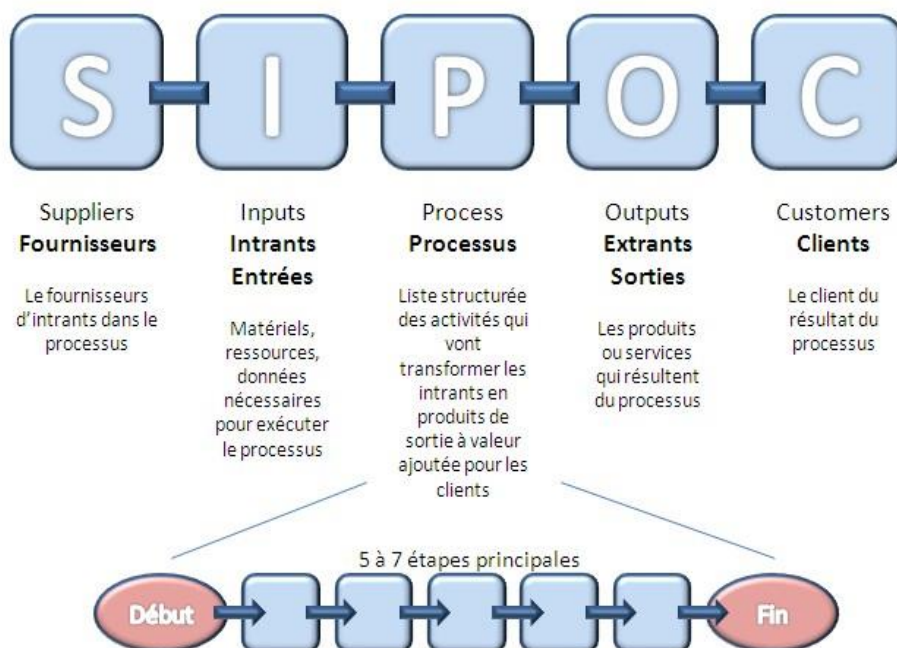 S I P O C
Suppliers
Fournisseurs
Le fournisseurs
d'intrants dans le
processus
Inputs
Intrants
Entrées
Matériels,
ressources,
données
nécessaires
pour exécuter
le processus
Process
Processus
Liste structurée
des activités qui
vont
transformer les
intrants en
produits de
sortie à valeur
ajoutée pour les
clients
Outputs
Extrants
Sorties
Les produits
ou services
qui résultent
du processus
Customers
Clients
Le client du
résultat du
processus
5 à 7 étapes principales
Début
Fin